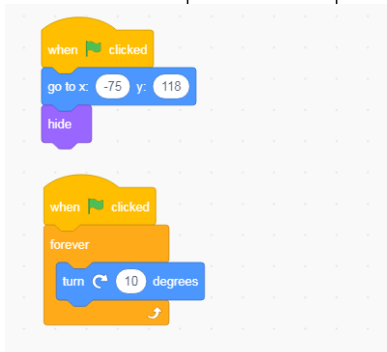 when clicked
go to x: -75 y: 118
hide
when clicked
forever
turn 10 degrees